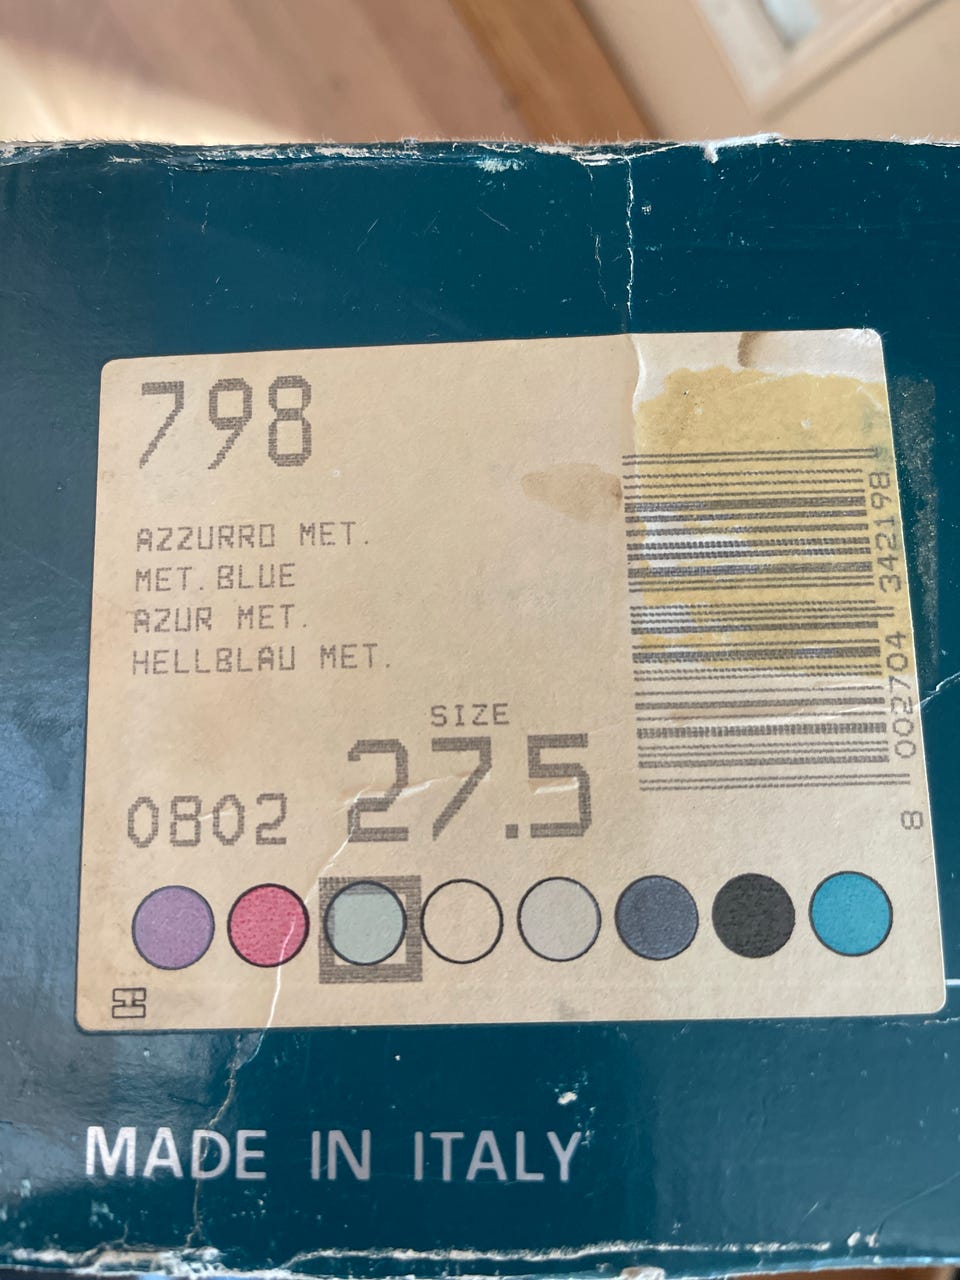 798
AZZURRO MET.
MET. BLUE
AZUR MET.
HELLBLAU MET.
SIZE
27.5
0802
8 002704 342198
MADE IN ITALY